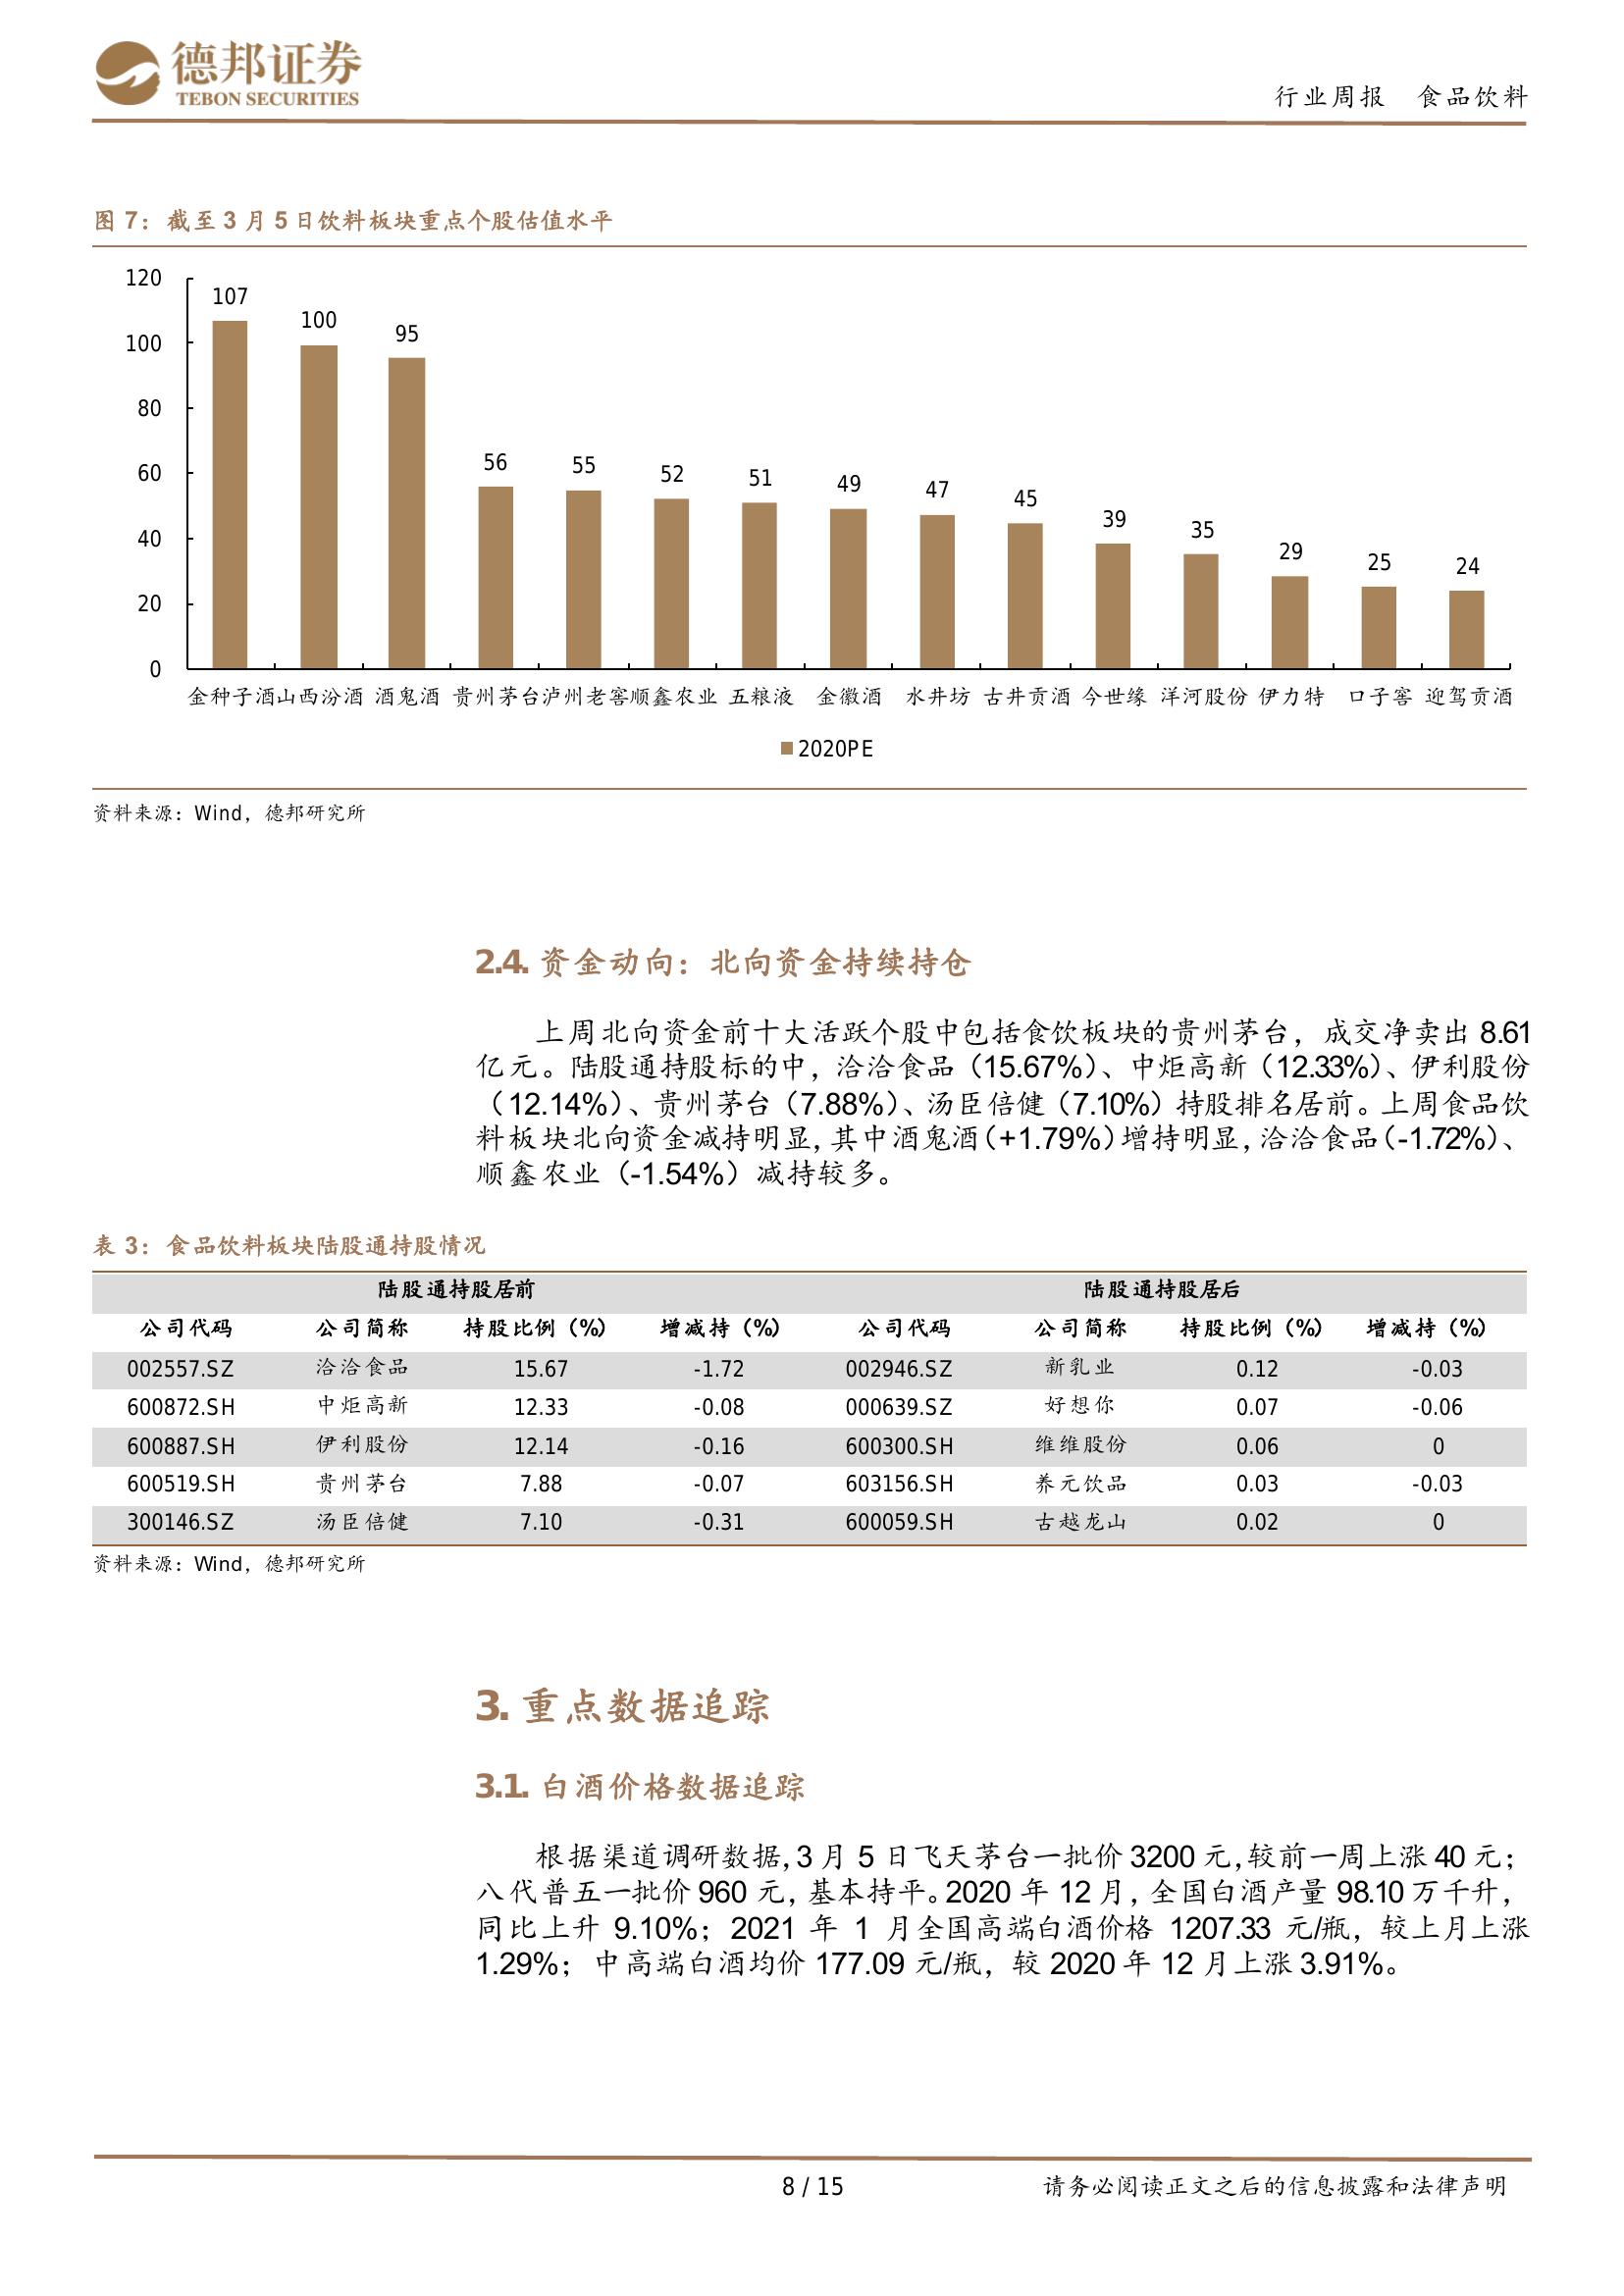 德邦证券
TEBON SECURITIES
行业周报 食品饮料
图 7：截至 3 月 5 日饮料板块重点个股估值水平
120
100
80
60
40
20
0
107
100
95
56
55
52
51
49
47
45
39
35
29
25
24
金种子酒 山西汾酒 酒鬼酒 贵州茅台 泸州老窖 顺鑫农业 五粮液 金徽酒 水井坊 古井贡酒 今世缘 洋河股份 伊力特 口子窖 迎驾贡酒
2020PE
资料来源：Wind，德邦研究所
2.4. 资金动向：北向资金持续持仓
上周北向资金前十大活跃个股中包括食饮板块的贵州茅台，成交净卖出 8.61
亿元。陆股通持股标的中，洽洽食品（15.67%）、中炬高新（12.33%）、伊利股份
（12.14%）、贵州茅台（7.88%）、汤臣倍健（7.10%）持股排名居前。上周食品饮
料板块北向资金减持明显，其中酒鬼酒（+1.79%）增持明显，洽洽食品（-1.72%）、
顺鑫农业（-1.54%）减持较多。
表 3：食品饮料板块陆股通持股情况
陆股通持股居前 陆股通持股居后
公司代码 公司简称 持股比例（%） 增减持（%） 公司代码 公司简称 持股比例（%） 增减持（%）
002557.SZ 洽洽食品 15.67 -1.72 002946.SZ 新乳业 0.12 -0.03
600872.SH 中炬高新 12.33 -0.08 000639.SZ 好想你 0.07 -0.06
600887.SH 伊利股份 12.14 -0.16 600300.SH 维维股份 0.06 0
600519.SH 贵州茅台 7.88 -0.07 603156.SH 养元饮品 0.03 -0.03
300146.SZ 汤臣倍健 7.10 -0.31 600059.SH 古越龙山 0.02 0
资料来源：Wind，德邦研究所
3. 重点数据追踪
3.1. 白酒价格数据追踪
根据渠道调研数据，3 月 5 日飞天茅台一批价 3200 元，较前一周上涨 40 元；
八代普五一批价 960 元，基本持平。2020 年 12 月，全国白酒产量 98.10 万千升，
同比上升 9.10%；2021 年 1 月全国高端白酒价格 1207.33 元/瓶，较上月上涨
1.29%；中高端白酒均价 177.09 元/瓶，较 2020 年 12 月上涨 3.91%。
8 / 15
请务必阅读正文之后的信息披露和法律声明